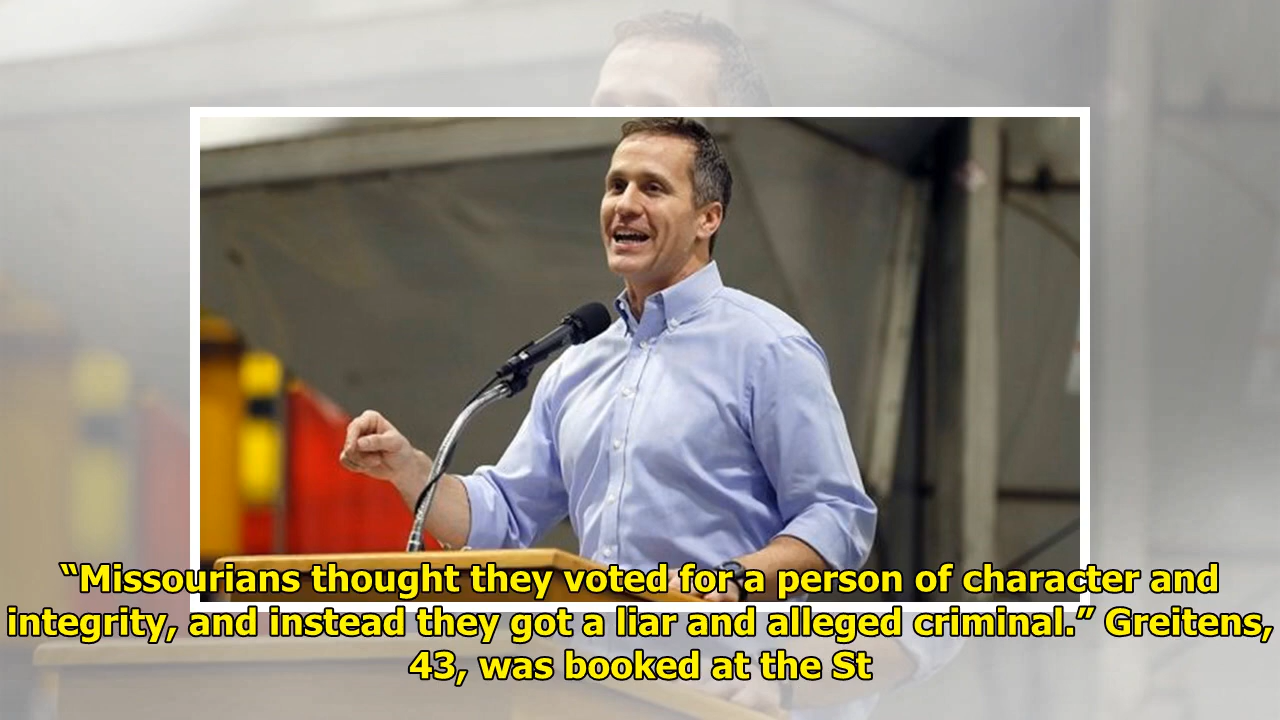 “Missourians thought they voted for a person of character and
integrity, and instead they got a liar and alleged criminal.” Greitens,
43, was booked at the St